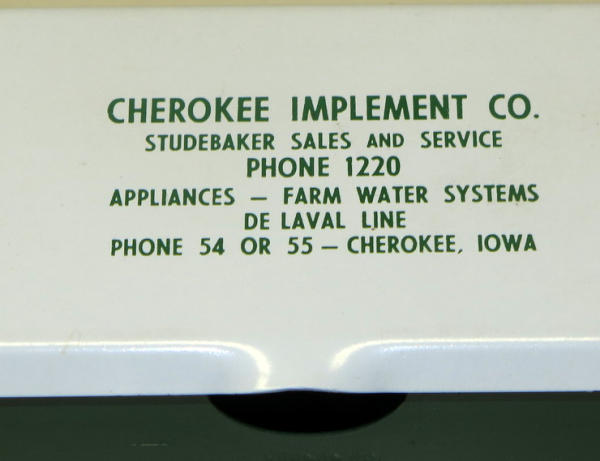 CHEROKEE IMPLEMENT CO.
STUDEBAKER SALES AND SERVICE
PHONE 1220
APPLIANCES – FARM WATER SYSTEMS
DE LAVAL LINE
PHONE 54 OR 55 – CHEROKEE, IOWA